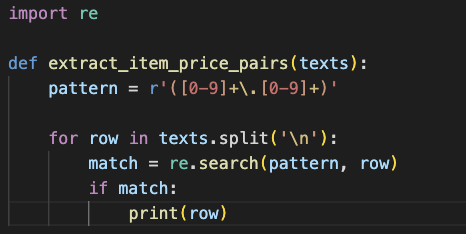 import re
def extract_item_price_pairs(texts):
    pattern = r'([0-9]+\.[0-9]+)'
    for row in texts.split('\n'):
        match = re.search(pattern, row)
        if match:
            print(row)